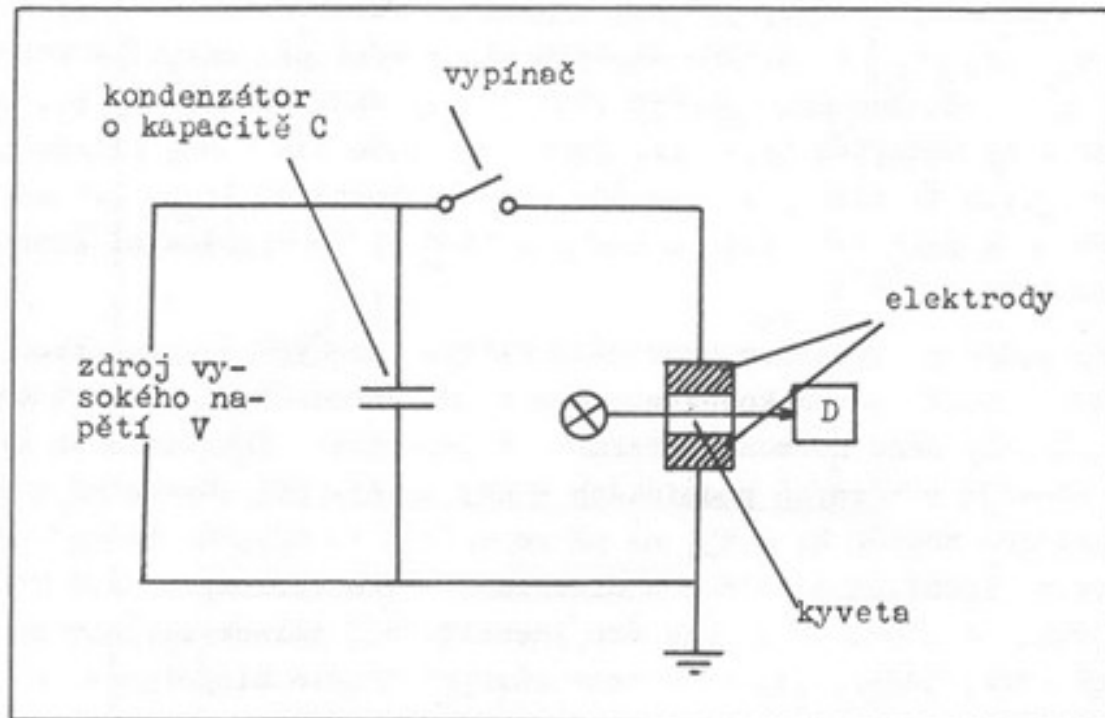 vypínač
kondenzátor
o kapacitě C
elektrody
zdroj vy-
sokého na-
pětí V
D
kyveta